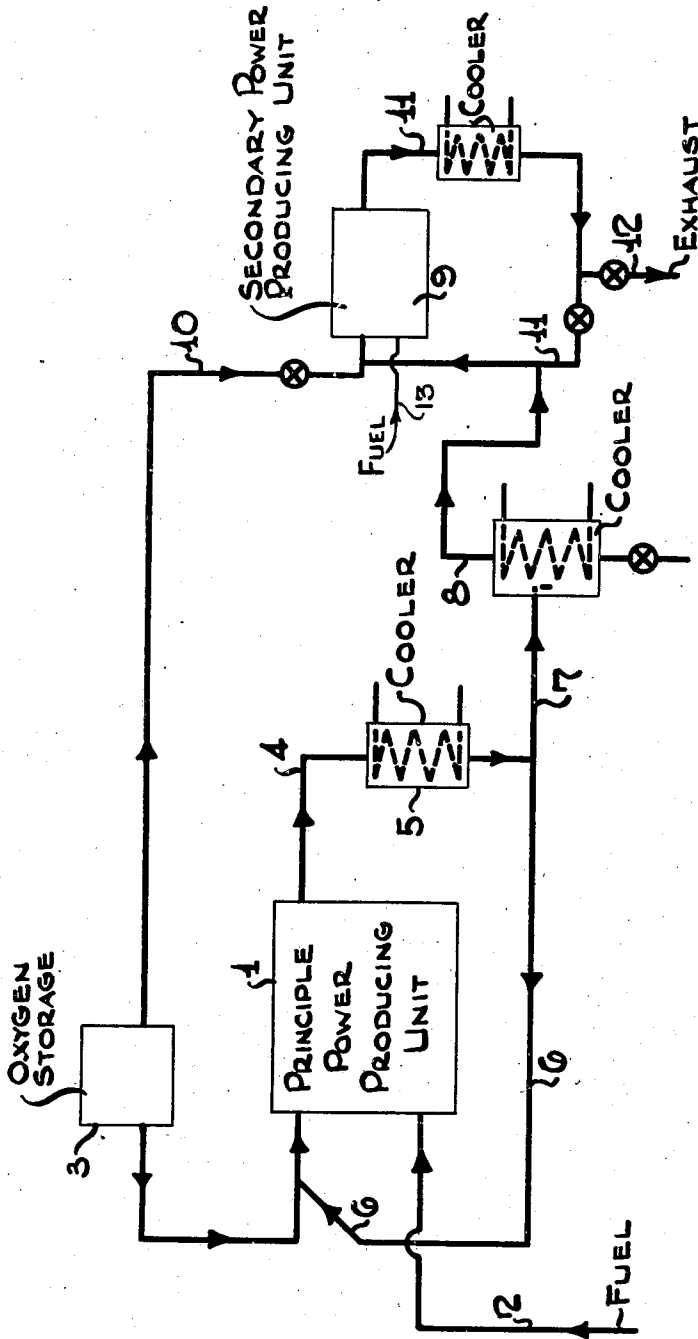 OXYGEN
STORAGE
3
10
SECONDARY POWER
PRODUCING UNIT
9
11
COOLER
FUEL
13
11
12
EXHAUST
1
PRINCIPLE
POWER
PRODUCING
UNIT
4
5
COOLER
8
COOLER
6
6
7
2
FUEL